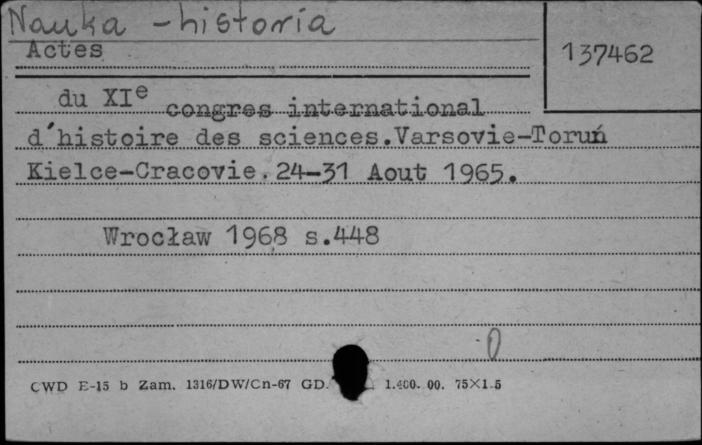 Nauka - historia
Actes
137462
du XIe congres international
d'histoire des sciences.Varsovie-Toruń
Kielce-Cracovie. 24-31 Aout 1965.
Wrocław 1968 s.448
0
CWD E-15 b Zam. 1316/DW/Cn-67 GD. 1.400. 00. 75X1.5